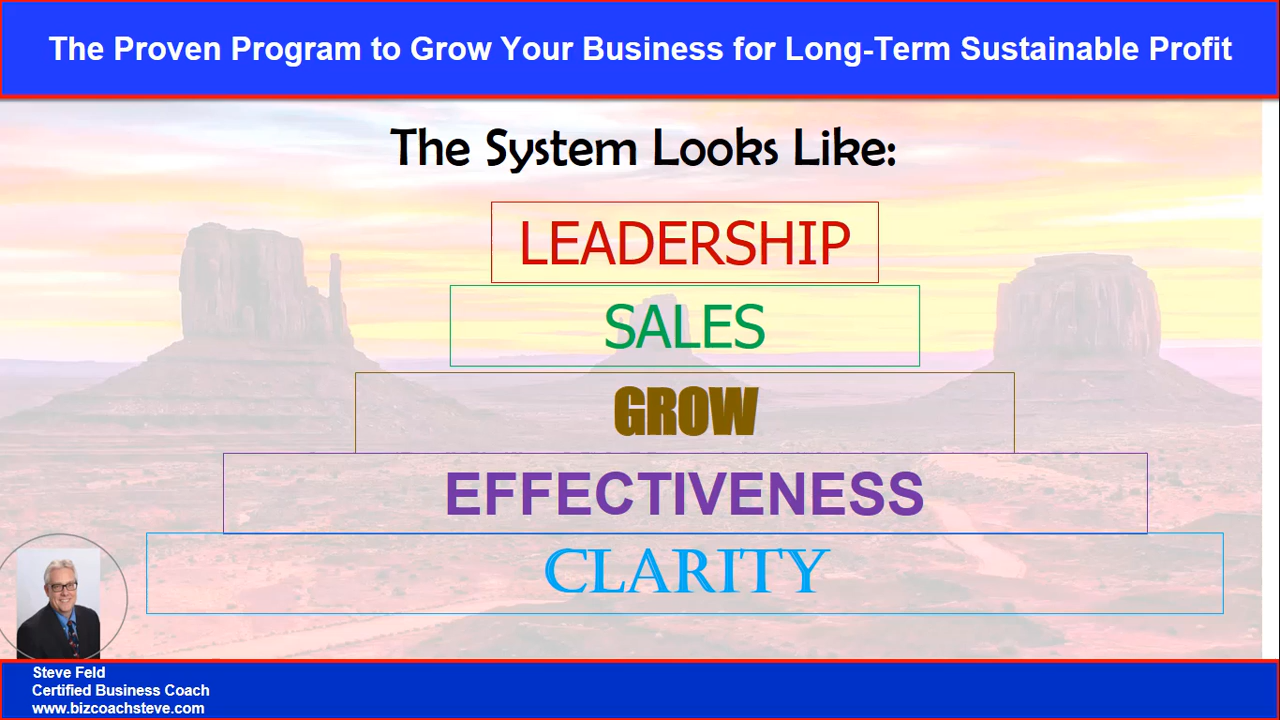 The Proven Program to Grow Your Business for Long-Term Sustainable Profit
The System Looks Like:
LEADERSHIP
SALES
GROW
EFFECTIVENESS
CLARITY
Steve Feld
Certified Business Coach
www.bizcoachsteve.com